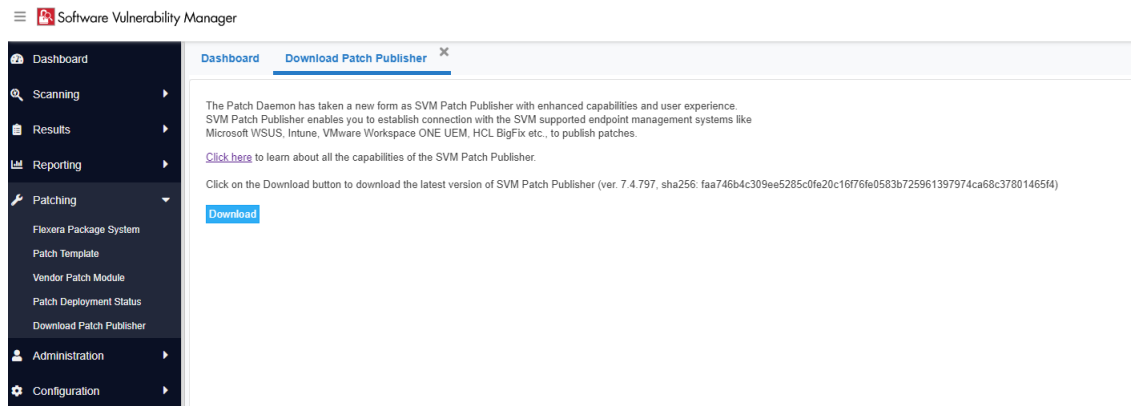 Software Vulnerability Manager
Dashboard
Scanning
Results
Reporting
Patching
Flexera Package System
Patch Template
Vendor Patch Module
Patch Deployment Status
Download Patch Publisher
Administration
Configuration
Dashboard Download Patch Publisher
The Patch Daemon has taken a new form as SVM Patch Publisher with enhanced capabilities and user experience.
SVM Patch Publisher enables you to establish connection with the SVM supported endpoint management systems like
Microsoft WSUS, Intune, VMware Workspace ONE UEM, HCL BigFix etc., to publish patches.
Click here to learn about all the capabilities of the SVM Patch Publisher.
Click on the Download button to download the latest version of SVM Patch Publisher (ver. 7.4.797, sha256: faa746b4c309ee5285c0fe20c16f76fe0583b725961397974ca68c37801465f4)
Download